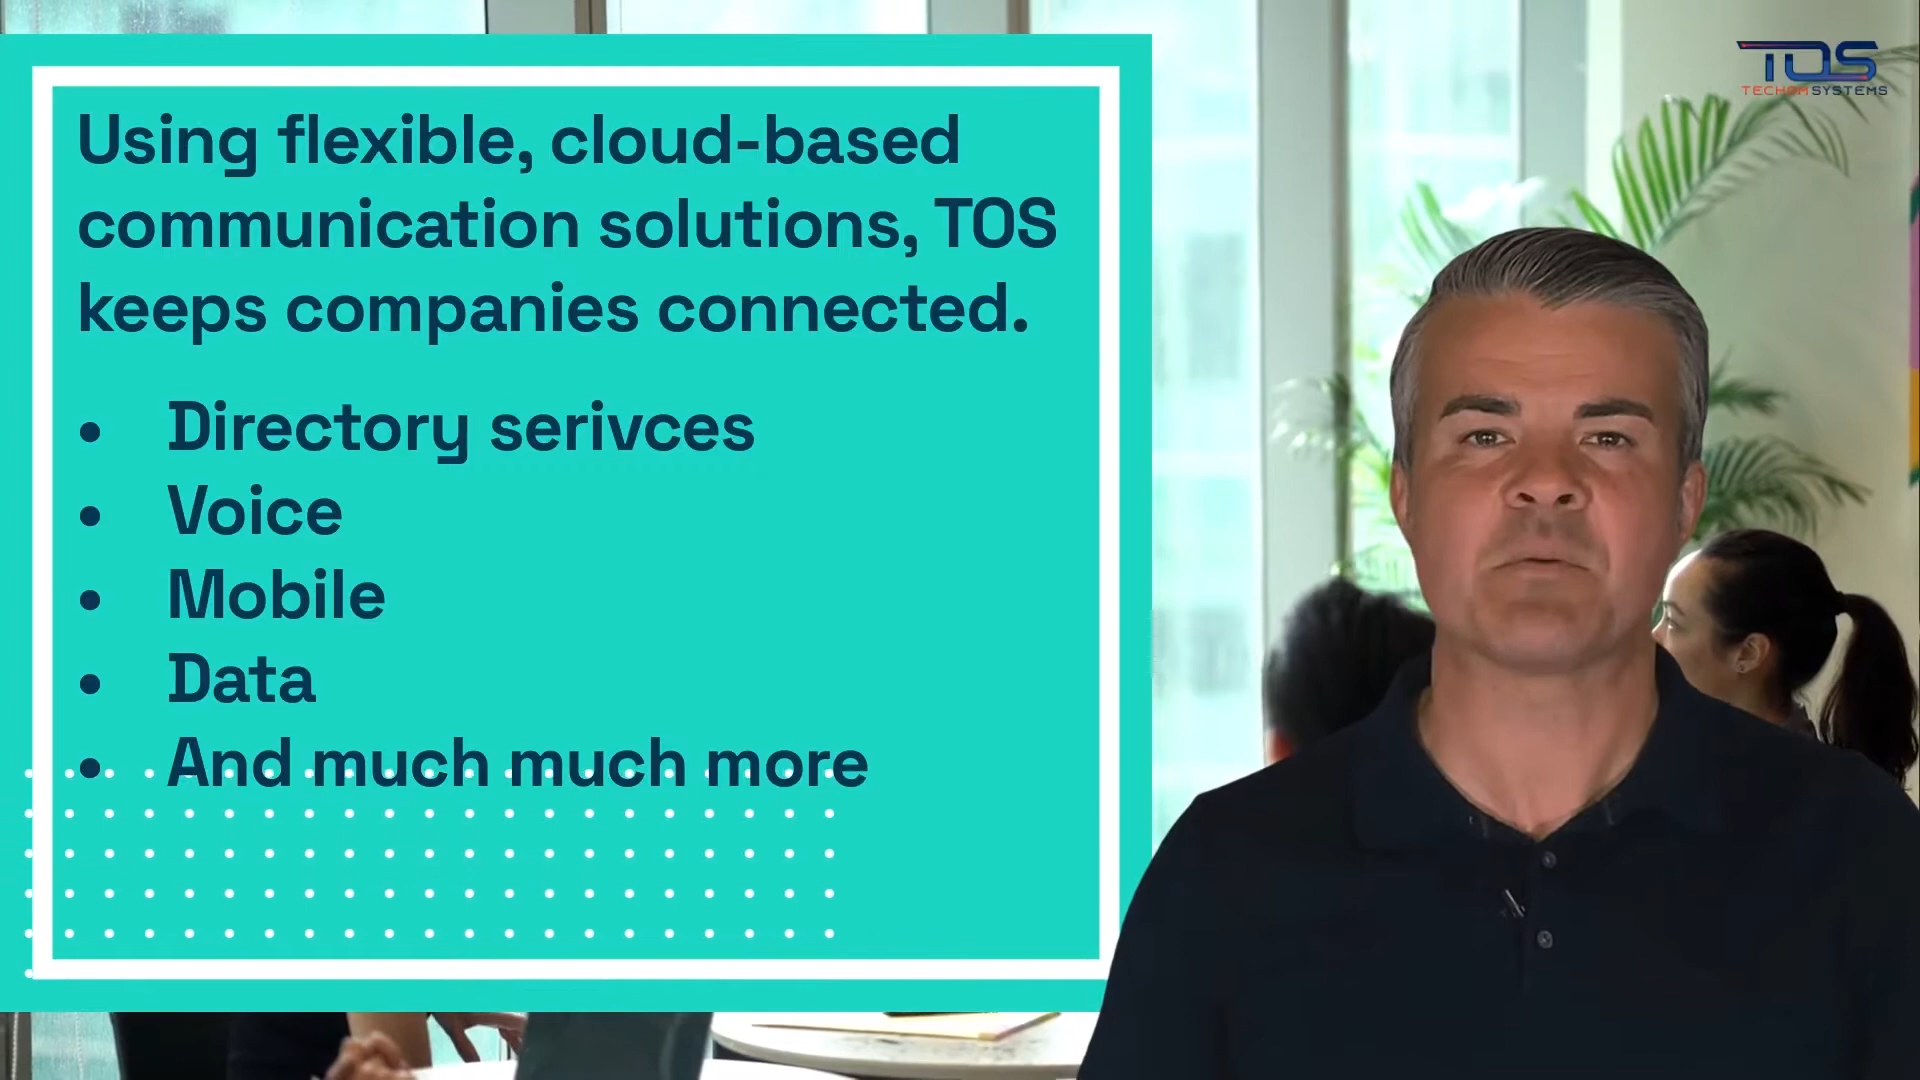 TOS
TECHOM SYSTEMS
Using flexible, cloud-based
communication solutions, TOS
keeps companies connected.
• Directory serivces
• Voice
• Mobile
• Data
• And much much more